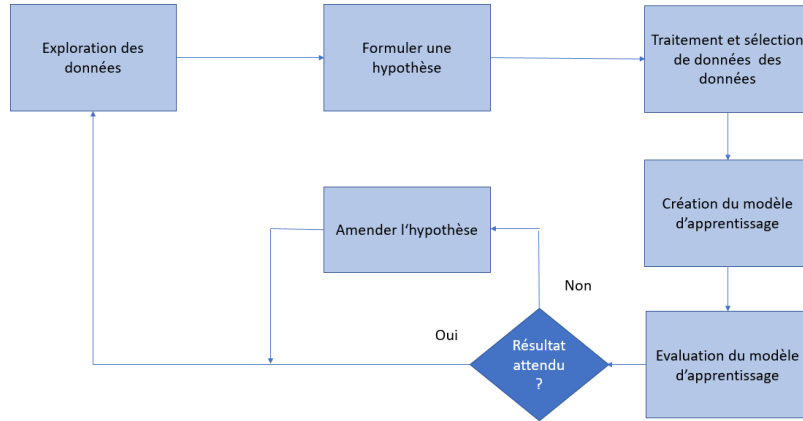 Exploration des
données
Formuler une
hypothèse
Traitement et sélection
de données des
données
Création du modèle
d'apprentissage
Amender l'hypothèse
Non
Oui
Résultat
attendu
?
Evaluation du modèle
d'apprentissage